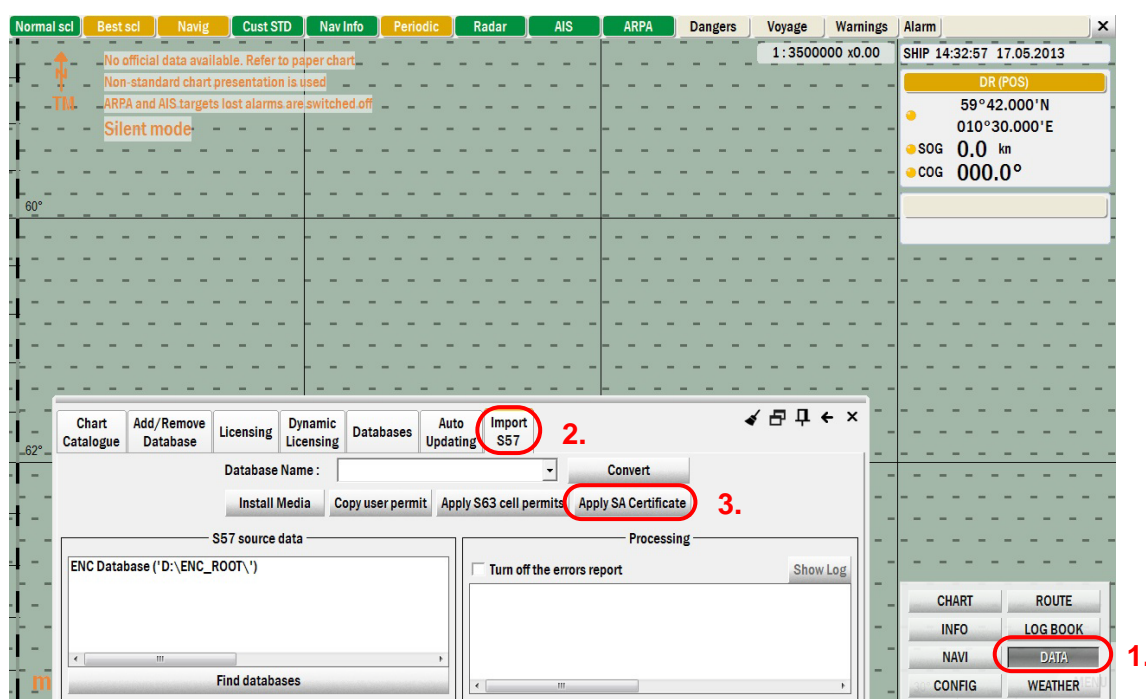 Normal scl Best scl Navig Cust STD Nav Info Periodic Radar AIS ARPA Dangers Voyage Warnings Alarm ×
1:3500000 x0.00
SHIP 14:32:57 17.05.2013
N
TM
No official data available. Refer to paper chart
Non-standard chart presentation is used
ARPA and AIS targets lost alarms are switched off
Silent mode
DR (POS)
59°42.000'N
010°30.000'E
SOG 0.0 kn
COG 000.0°
60°
Chart Catalogue
Add/Remove Database
Licensing
Dynamic Licensing
Databases
Auto Updating
Import S57
2.
62°
Database Name :
Convert
Install Media Copy user permit Apply S63 cell permits Apply SA Certificate 3.
S57 source data
Processing
ENC Database ('D:\ENC_ROOT\')
Turn off the errors report
Show Log
Find databases
CHART ROUTE
INFO LOG BOOK
NAVI DATA 1.
CONFIG WEATHER
m